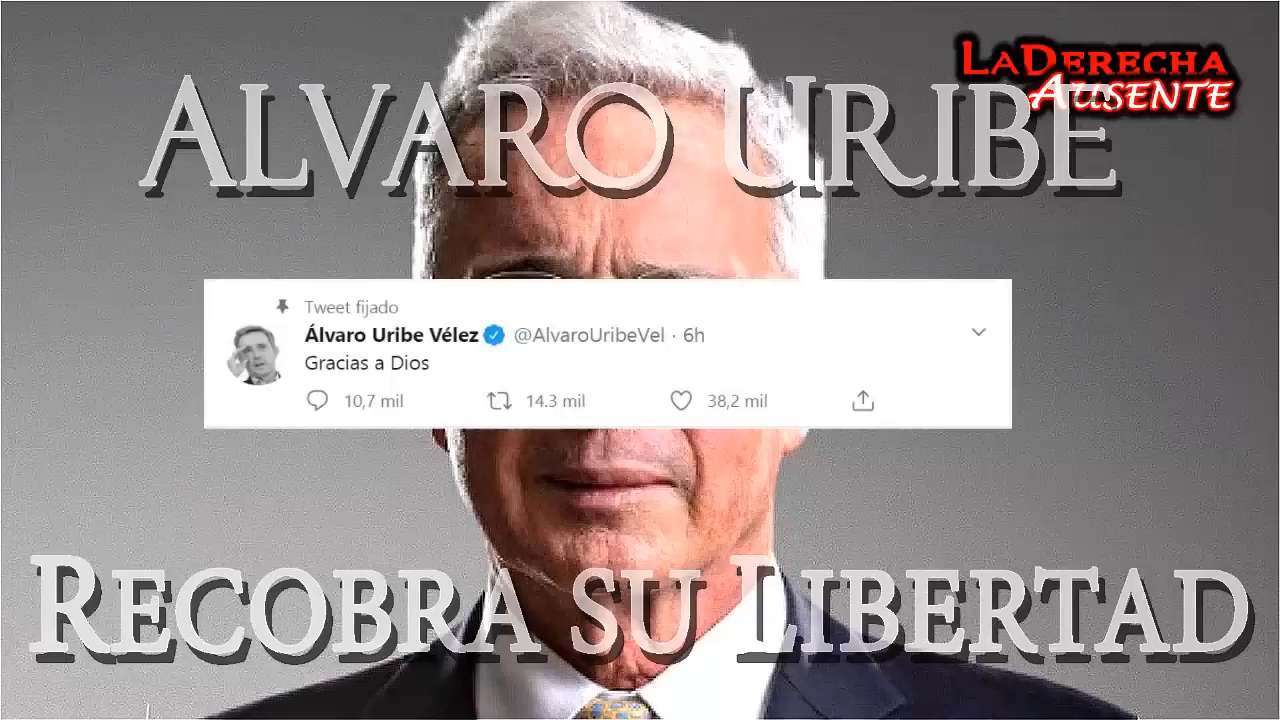 LADERECHA
AUSENTE
ALVARO URIBE
Tweet fijado
Álvaro Uribe Vélez @AlvaroUribeVel · 6h
Gracias a Dios
10,7 mil 14.3 mil 38,2 mil
RECOBRA SU LIBERTAD